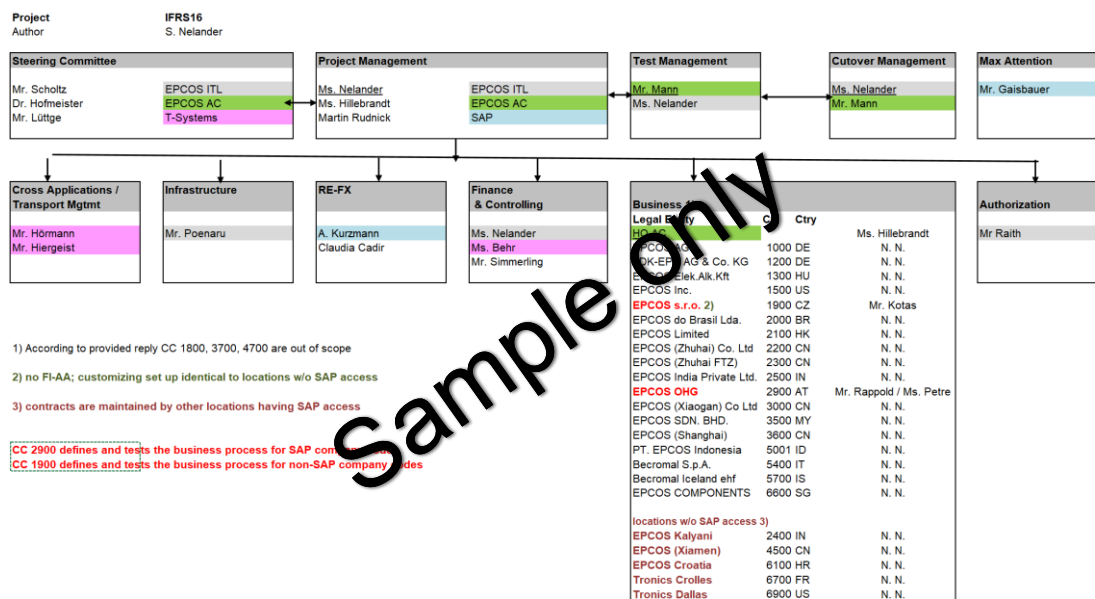 Project IFRS16
Author S. Nelander
Steering Committee
Mr. Scholtz EPCOS ITL
Dr. Hofmeister EPCOS AC
Mr. Lüttge T-Systems
Project Management
Ms. Nelander EPCOS ITL
Ms. Hillebrandt EPCOS AC
Martin Rudnick SAP
Test Management
Mr. Mann
Ms. Nelander
Cutover Management
Ms. Nelander
Mr. Mann
Max Attention
Mr. Gaisbauer
Cross Applications /
Transport Mgtmt
Mr. Hörmann
Mr. Hiergeist
Infrastructure
Mr. Poenaru
RE-FX
A. Kurzmann
Claudia Cadir
Finance
& Controlling
Ms. Nelander
Ms. Behr
Mr. Simmerling
Business
Legal Ctry
Ms. Hillebrandt
1000 DE N. N.
AG & Co. KG 1200 DE N. N.
Elek.Alk.Kft 1300 HU N. N.
EPCOS Inc. 1500 US N. N.
EPCOS s.r.o. 2) 1900 CZ Mr. Kotas
EPCOS do Brasil Lda. 2000 BR N. N.
EPCOS Limited 2100 HK N. N.
EPCOS (Zhuhai) Co. Ltd 2200 CN N. N.
EPCOS (Zhuhai FTZ) 2300 CN N. N.
EPCOS India Private Ltd. 2500 IN N. N.
EPCOS OHG 2900 AT Mr. Rappold / Ms. Petre
EPCOS (Xiaogan) Co Ltd 3000 CN N. N.
EPCOS SDN. BHD. 3500 MY N. N.
EPCOS (Shanghai) 3600 CN N. N.
PT. EPCOS Indonesia 5001 ID N. N.
Becromal S.p.A. 5400 IT N. N.
Becromal Iceland ehf 5700 IS N. N.
EPCOS COMPONENTS 6600 SG N. N.
locations w/o SAP access 3)
EPCOS Kalyani 2400 IN N. N.
EPCOS (Xiamen) 4500 CN N. N.
EPCOS Croatia 6100 HR N. N.
Tronics Crolles 6700 FR N. N.
Tronics Dallas 6900 US N. N.
Authorization
Mr Raith
1) According to provided reply CC 1800, 3700, 4700 are out of scope
2) no FI-AA; customizing set up identical to locations w/o SAP access
3) contracts are maintained by other locations having SAP access
CC 2900 defines and tests the business process for SAP
CC 1900 defines and tests the business process for non-SAP company codes
Sample only